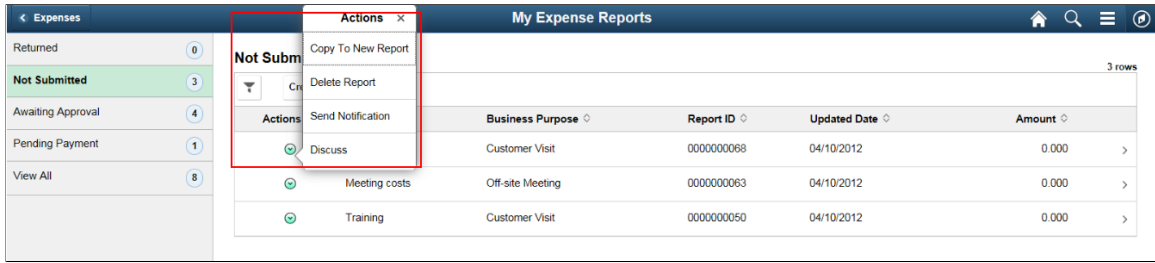 Expenses
Actions ×
My Expense Reports
Returned 0
Not Submitted 3
Awaiting Approval 4
Pending Payment 1
View All 8
Copy To New Report
Delete Report
Send Notification
Discuss
Not Subm
3 rows
Cre
Actions Business Purpose Report ID Updated Date Amount
Customer Visit 0000000068 04/10/2012 0.000
Meeting costs Off-site Meeting 0000000063 04/10/2012 0.000
Training Customer Visit 0000000050 04/10/2012 0.000